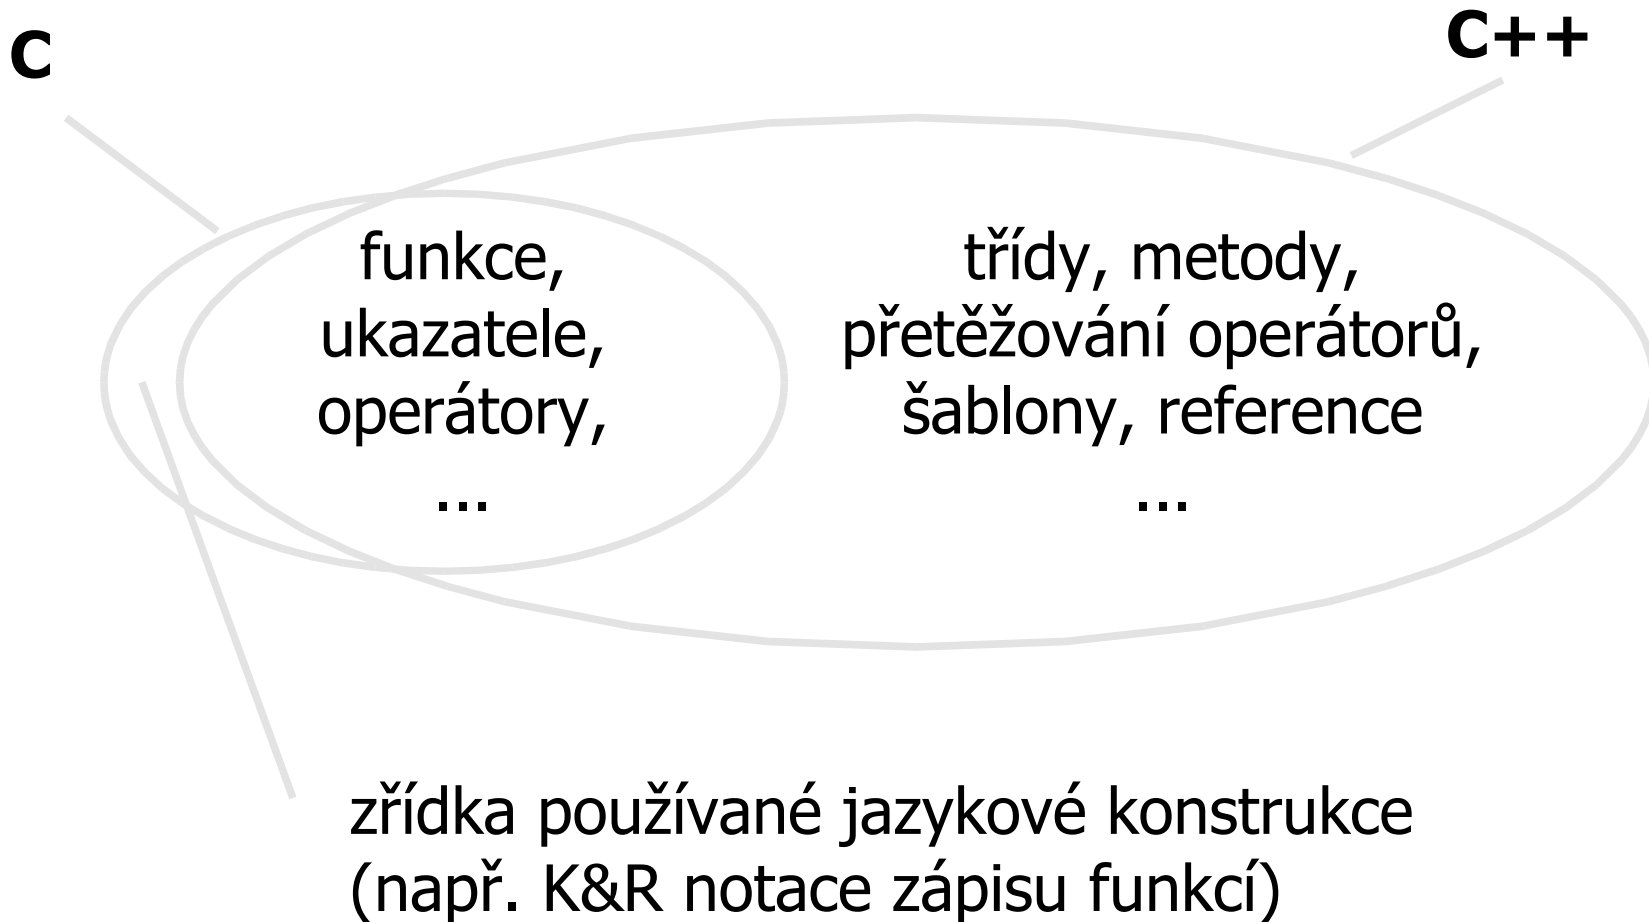 C
C++
funkce,
ukazatele,
operátory,
...
třídy, metody,
přetěžování operátorů,
šablony, reference
...
zřídka používané jazykové konstrukce
(např. K&R notace zápisu funkcí)